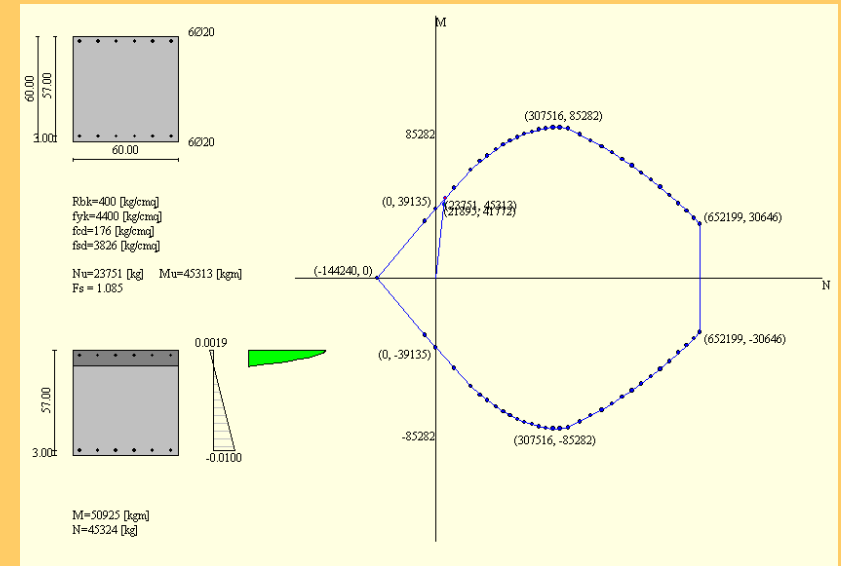 6Ø20
60.00
57.00
3.00
6Ø20
60.00
Rbk=400 [kg/cmq]
fyk=4400 [kg/cmq]
fcd=176 [kg/cmq]
fsd=3826 [kg/cmq]
Nu=23751 [kg] Mu=45313 [kgm]
Fs = 1.085
0.0019
57.00
3.00
-0.0100
M=50925 [kgm]
N=45324 [kg]
M
(307516, 85282)
85282
(0, 39135)
(23751, 45313)
(21895, 41772)
(652199, 30646)
(-144240, 0)
N
(652199, -30646)
(0, -39135)
-85282
(307516, -85282)